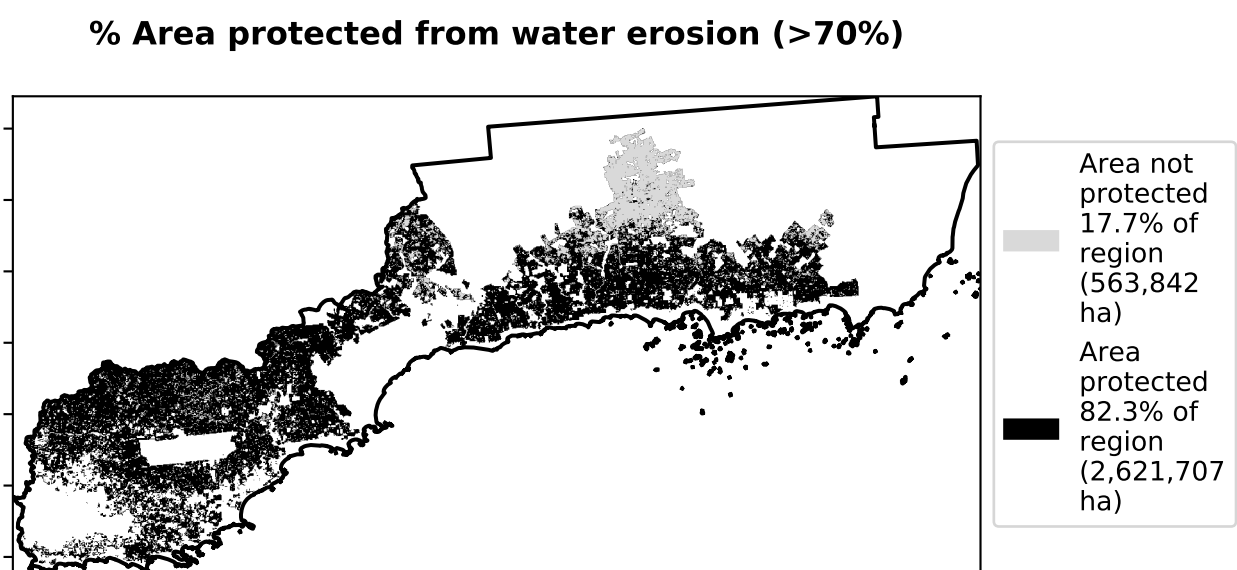 % Area protected from water erosion (>70%)
Area not
protected
17.7% of
region
(563,842
ha)
Area
protected
82.3% of
region
(2,621,707
ha)